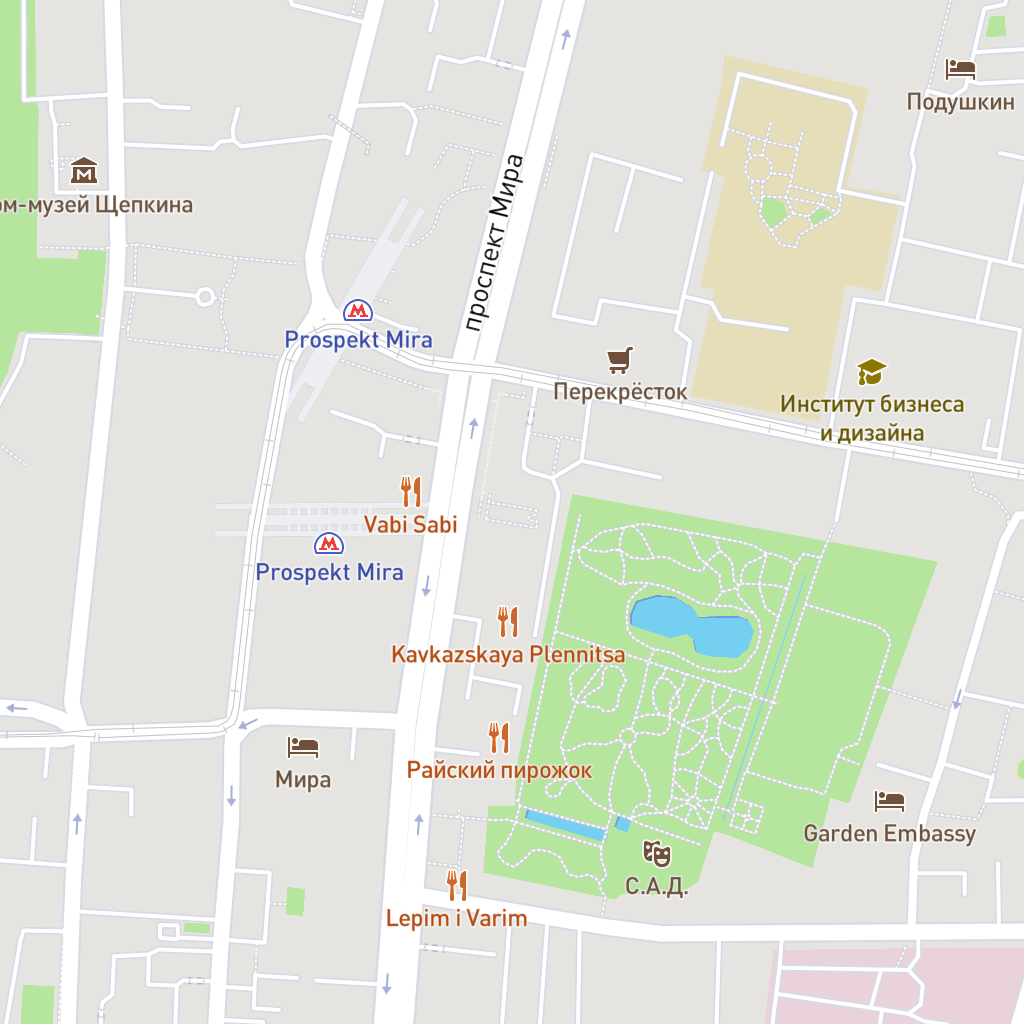 Подушкин
ом-музей Щепкина
проспект Мира
Prospekt Mira
Перекрёсток
Институт бизнеса
и дизайна
Vabi Sabi
Prospekt Mira
Kavkazskaya Plennitsa
Райский пирожок
Мира
Garden Embassy
С.А.Д.
Lepim i Varim